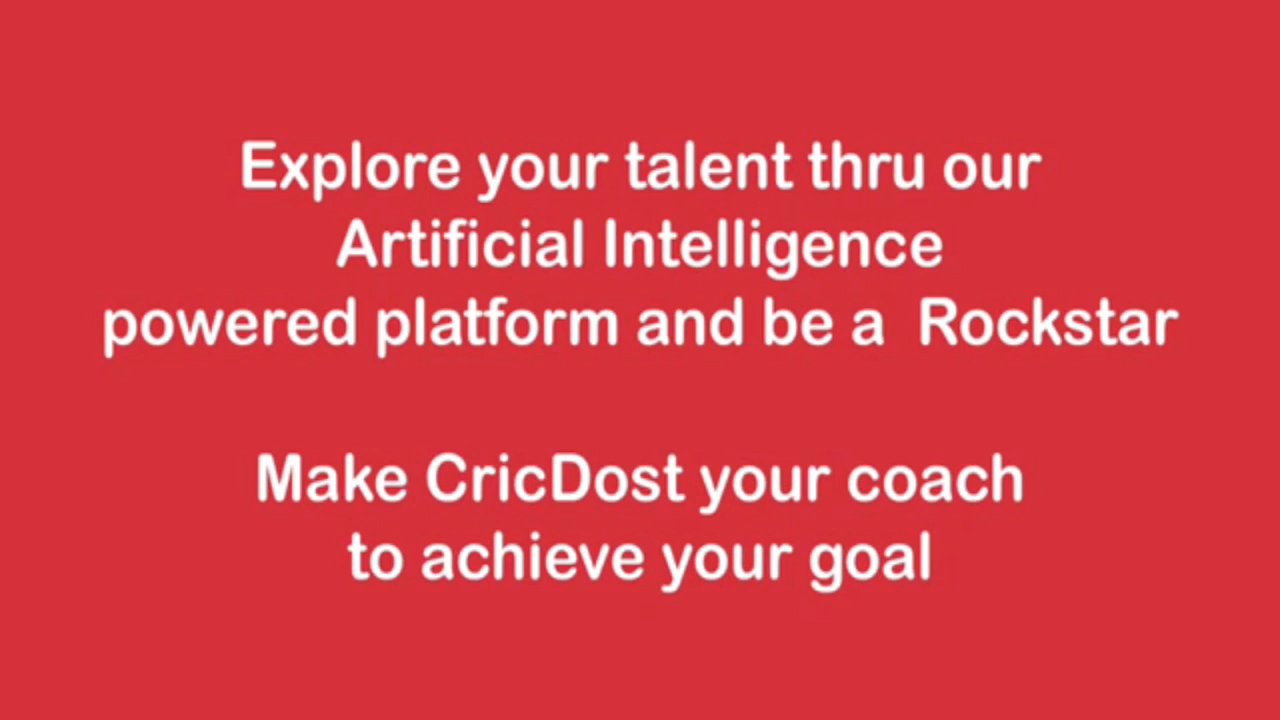 Explore your talent thru our
Artificial Intelligence
powered platform and be a  Rockstar
Make CricDost your coach
to achieve your goal